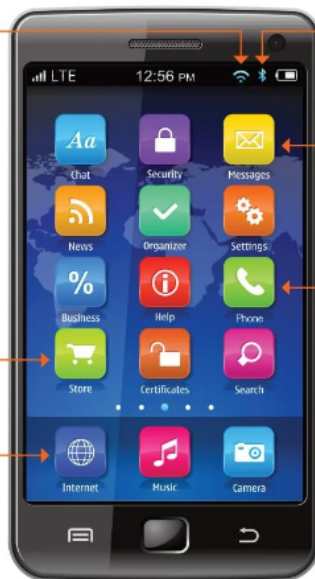 LTE 12:56 PM
Aa
Chat Security Messages
News Organizer Settings
%
Business Help Phone
Store Certificates Search
Internet Music Camera